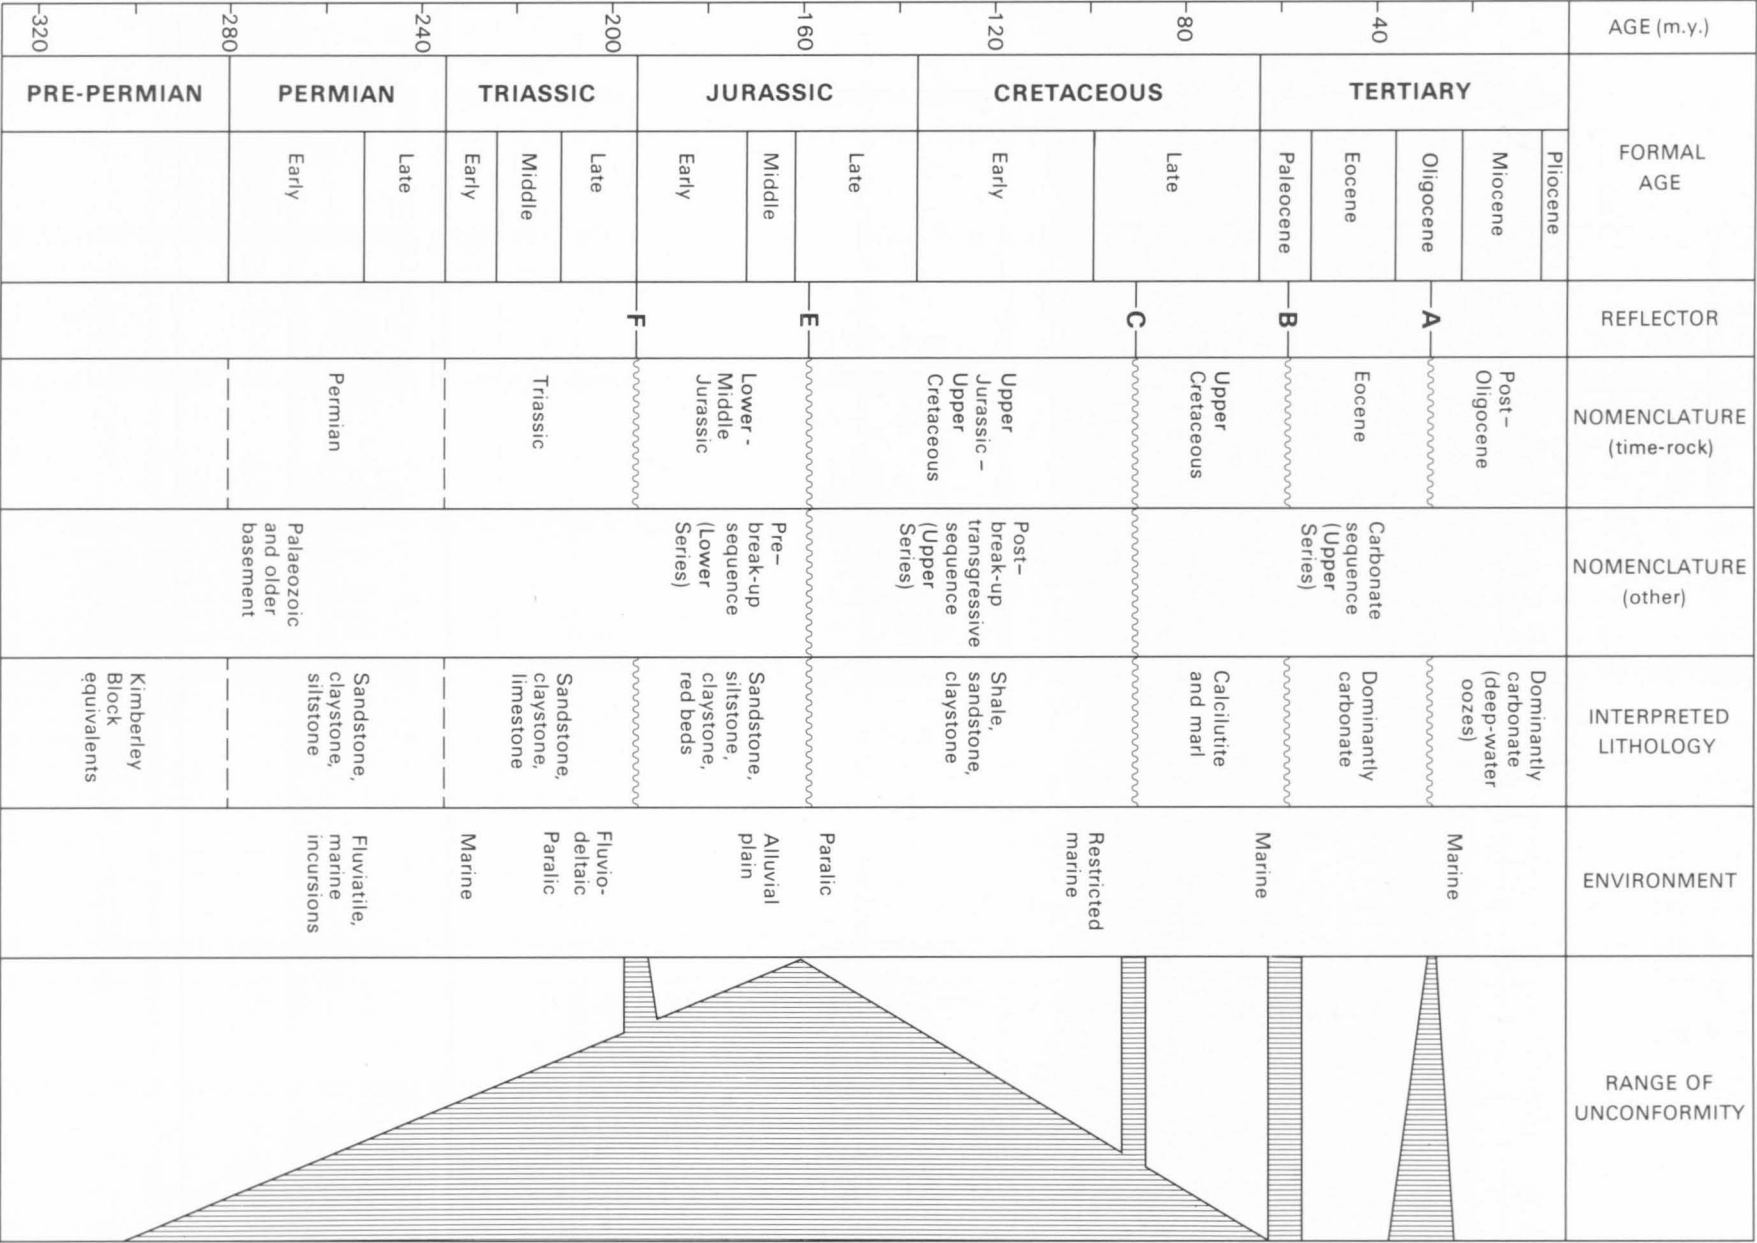 320
280
240
200
160
120
80
40
AGE (m.y.)
PRE-PERMIAN
PERMIAN
TRIASSIC
JURASSIC
CRETACEOUS
TERTIARY
Early
Late
Early
Middle
Late
Early
Middle
Late
Early
Late
Paleocene
Eocene
Oligocene
Miocene
Pliocene
FORMAL
AGE
F
E
C
B
A
REFLECTOR
Permian
Triassic
Lower -
Middle
Jurassic
Upper
Jurassic –
Upper
Cretaceous
Upper
Cretaceous
Eocene
Post–
Oligocene
NOMENCLATURE
(time-rock)
Palaeozoic
and older
basement
Pre–
break-up
sequence
(Lower
Series)
Post–
break-up
transgressive
sequence
(Upper
Series)
Carbonate
sequence
(Upper
Series)
NOMENCLATURE
(other)
Kimberley
Block
equivalents
Sandstone,
claystone,
siltstone
Sandstone,
claystone,
limestone
Sandstone,
siltstone,
claystone,
red beds
Shale,
sandstone,
claystone
Calcilutite
and marl
Dominantly
carbonate
Dominantly
carbonate
(deep-water
oozes)
INTERPRETED
LITHOLOGY
Fluviatile,
marine
incursions
Marine
Fluvio-
deltaic
Paralic
Alluvial
plain
Paralic
Restricted
marine
Marine
Marine
ENVIRONMENT
RANGE OF
UNCONFORMITY